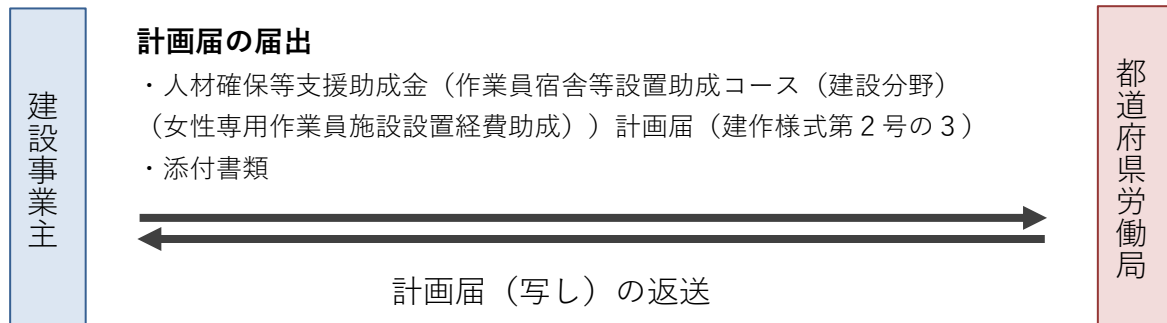 建設事業主
計画届の届出
・人材確保等支援助成金（作業員宿舎等設置助成コース（建設分野）
（女性専用作業員施設設置経費助成））計画届（建作様式第２号の３）
・添付書類
計画届（写し）の返送
都道府県労働局